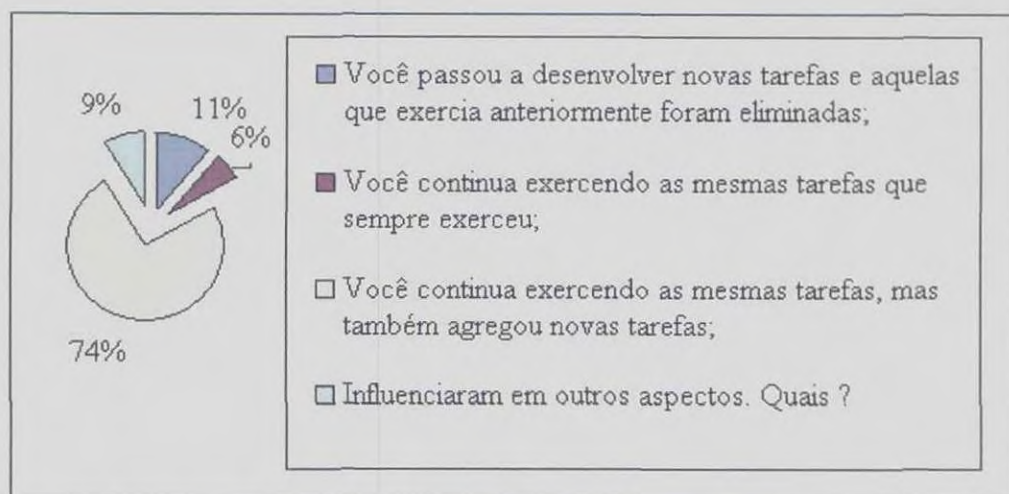 9%
11%
6%
74%
Você passou a desenvolver novas tarefas e aquelas
que exercia anteriormente foram eliminadas;
Você continua exercendo as mesmas tarefas que
sempre exerceu;
Você continua exercendo as mesmas tarefas, mas
também agregou novas tarefas;
Influenciaram em outros aspectos. Quais ?